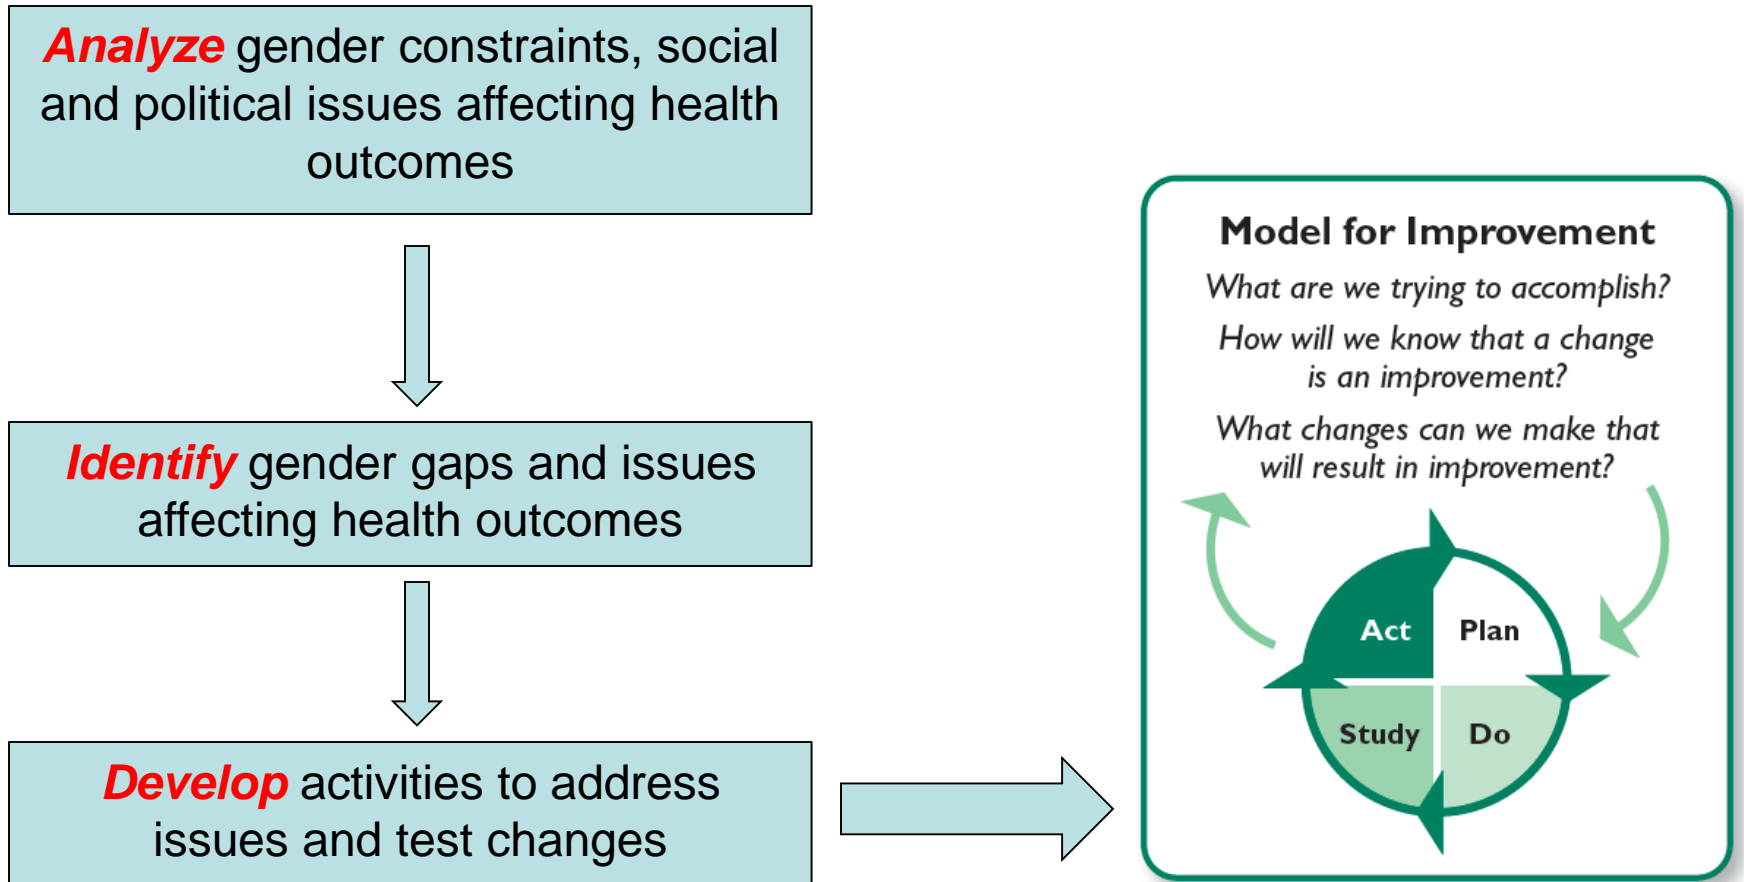 Analyze gender constraints, social
and political issues affecting health
outcomes
Identify gender gaps and issues
affecting health outcomes
Develop activities to address
issues and test changes
Model for Improvement
What are we trying to accomplish?
How will we know that a change
is an improvement?
What changes can we make that
will result in improvement?
Act
Plan
Study
Do